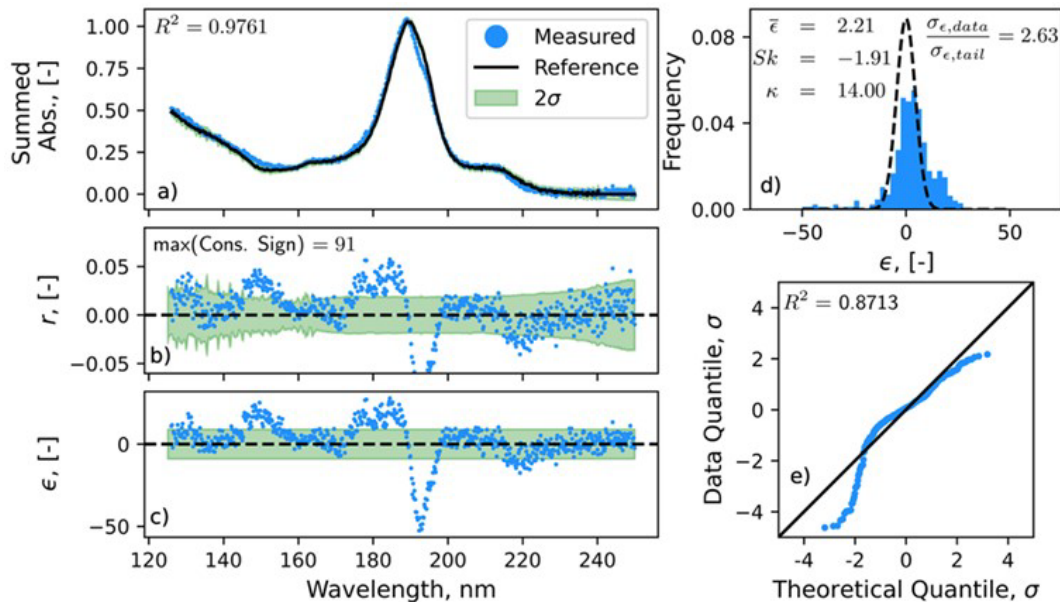 R² = 0.9761
Measured
Reference
2σ
1.00
0.75
0.50
0.25
0.00
Summed
Abs., [-]
a)
max(Cons. Sign) = 91
0.05
0.00
−0.05
r, [-]
b)
0
−50
ϵ, [-]
c)
120 140 160 180 200 220 240
Wavelength, nm
ϵ̄ = 2.21
Sk = −1.91
κ = 14.00
σϵ,data / σϵ,tail = 2.63
0.08
0.04
0.00
Frequency
d)
−50 0 50
ϵ, [-]
R² = 0.8713
4
2
0
−2
−4
Data Quantile, σ
e)
-4 -2 0 2 4
Theoretical Quantile, σ